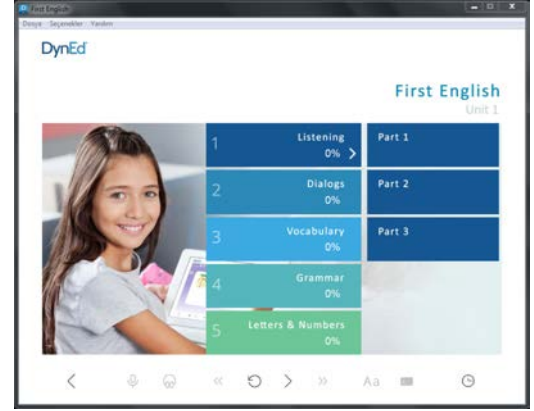 First English
Dosya Seçenekler Yardım
DynEd
First English
Unit 1
1 Listening
0%
Part 1
2 Dialogs
0%
Part 2
3 Vocabulary
0%
Part 3
4 Grammar
0%
5 Letters & Numbers
0%
Aa